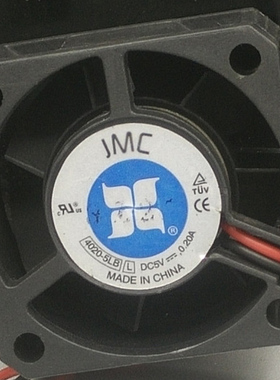 JMC
TÜV
CE
®
4020-5LB L DC5V ⎓ 0.20A
MADE IN CHINA